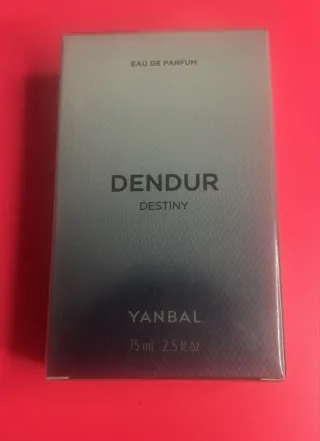 EAU DE PARFUM
DENDUR
DESTINY
YANBAL
75 ml 2.5 fl oz